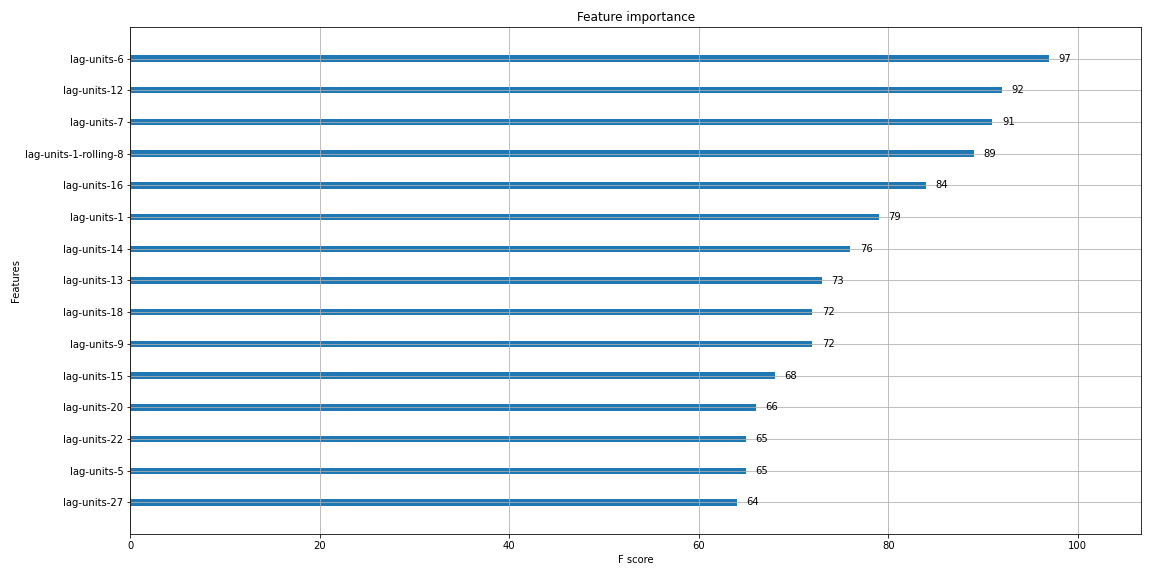 Feature importance
lag-units-6 97
lag-units-12 92
lag-units-7 91
lag-units-1-rolling-8 89
lag-units-16 84
lag-units-1 79
lag-units-14 76
lag-units-13 73
lag-units-18 72
lag-units-9 72
lag-units-15 68
lag-units-20 66
lag-units-22 65
lag-units-5 65
lag-units-27 64
Features
0 20 40 60 80 100
F score